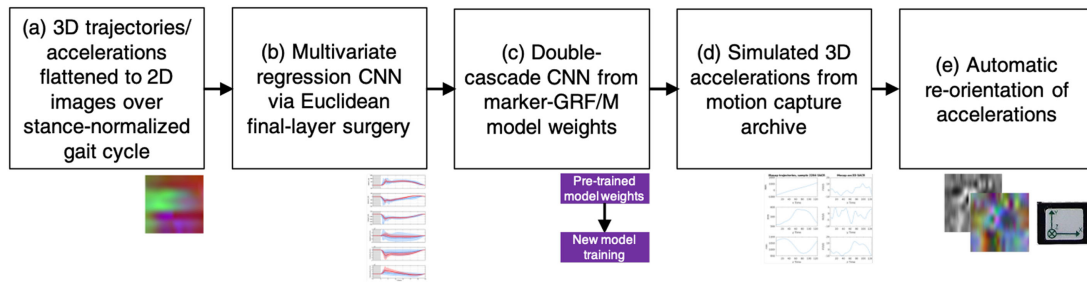 (a) 3D trajectories/
accelerations
flattened to 2D
images over
stance-normalized
gait cycle
(b) Multivariate
regression CNN
via Euclidean
final-layer surgery
(c) Double-
cascade CNN from
marker-GRF/M
model weights
(d) Simulated 3D
accelerations from
motion capture
archive
(e) Automatic
re-orientation of
accelerations
Pre-trained
model weights
New model
training